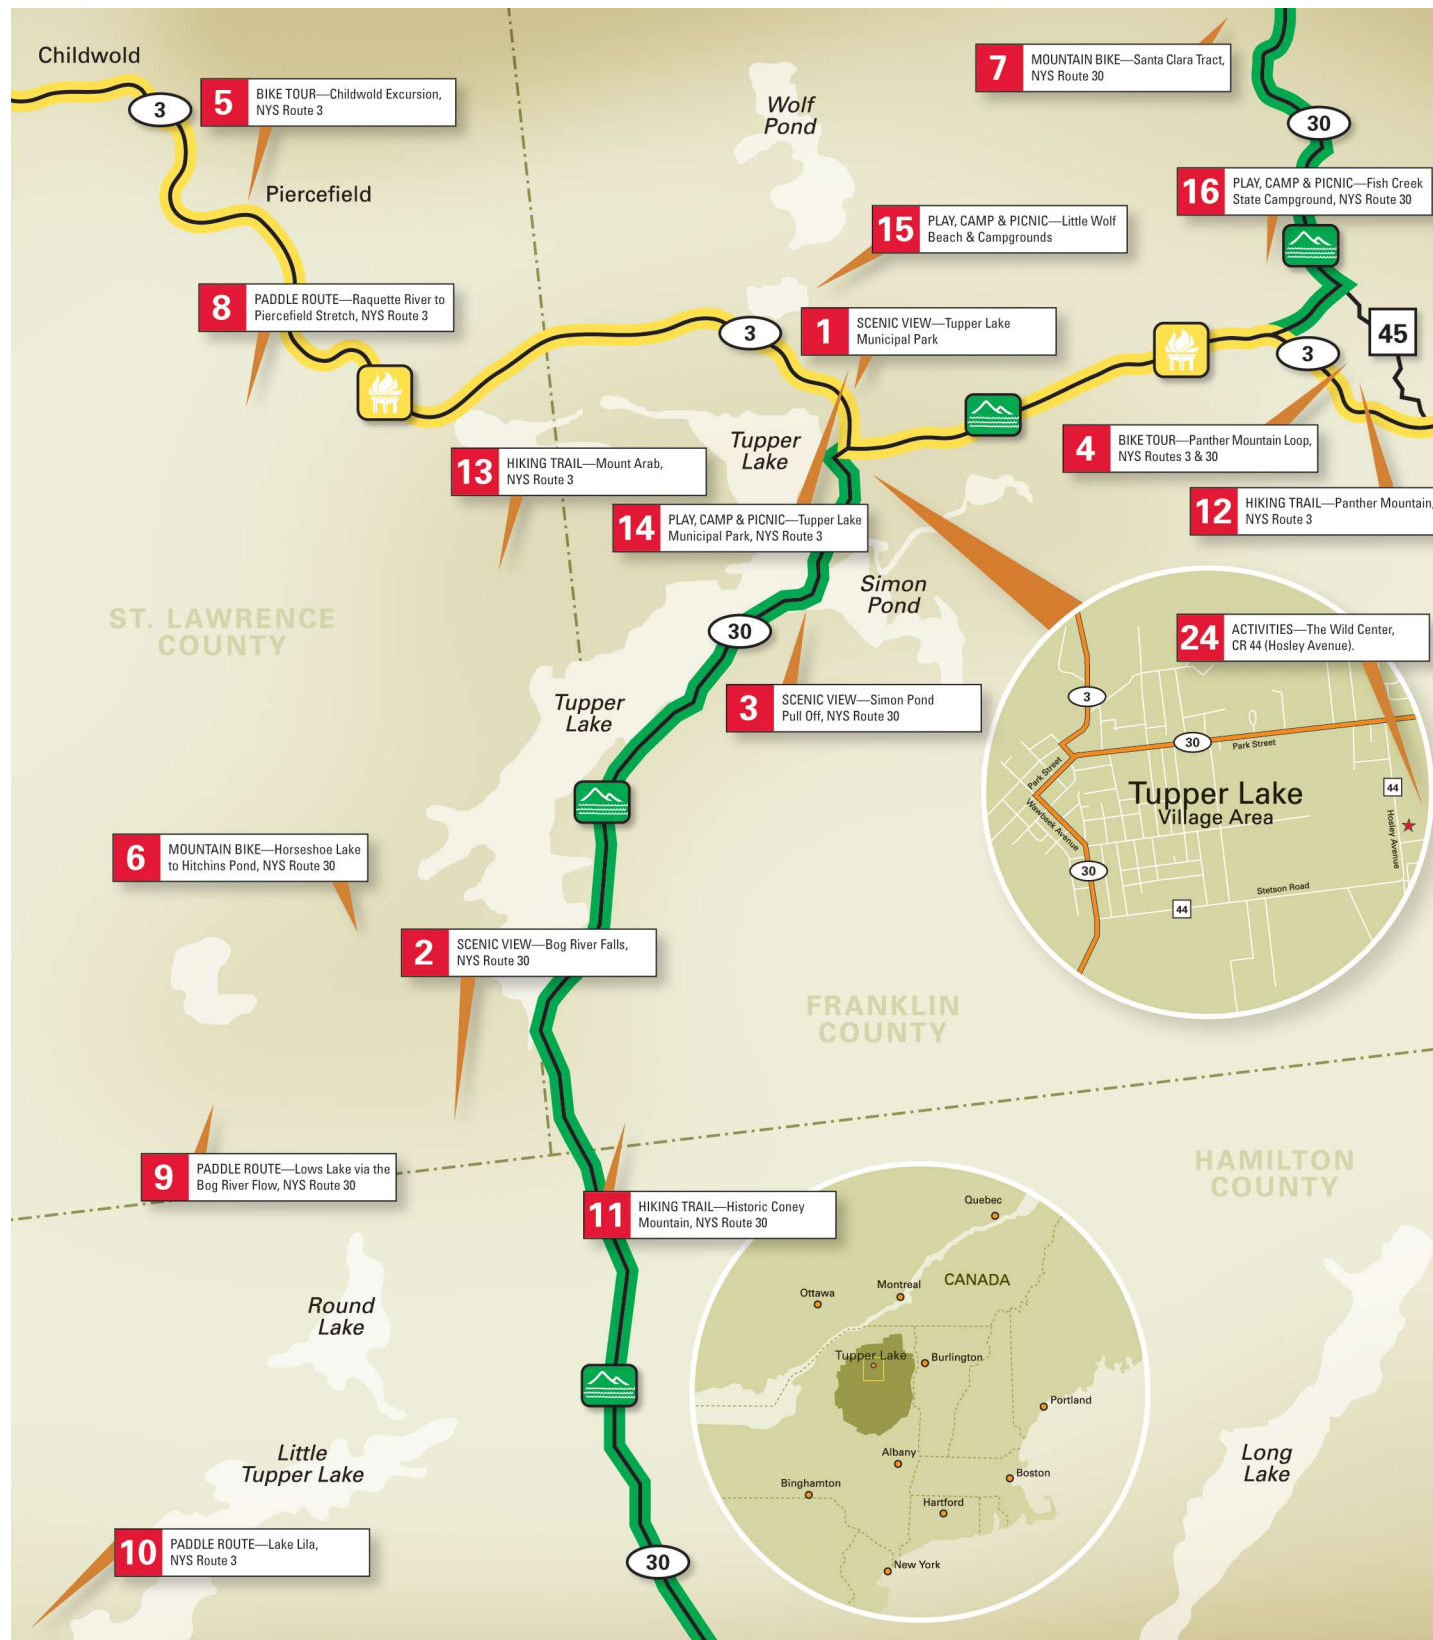 Childwold
3
5
BIKE TOUR—Childwold Excursion,
NYS Route 3
Piercefield
Wolf
Pond
7
MOUNTAIN BIKE—Santa Clara Tract,
NYS Route 30
30
16
PLAY, CAMP & PICNIC—Fish Creek
State Campground, NYS Route 30
15
PLAY, CAMP & PICNIC—Little Wolf
Beach & Campgrounds
8
PADDLE ROUTE—Raquette River to
Piercefield Stretch, NYS Route 3
3
1
SCENIC VIEW—Tupper Lake
Municipal Park
3
45
4
BIKE TOUR—Panther Mountain Loop,
NYS Routes 3 & 30
Tupper
Lake
13
HIKING TRAIL—Mount Arab,
NYS Route 3
14
PLAY, CAMP & PICNIC—Tupper Lake
Municipal Park, NYS Route 3
12
HIKING TRAIL—Panther Mountain,
NYS Route 3
Simon
Pond
ST. LAWRENCE
COUNTY
30
24
ACTIVITIES—The Wild Center,
CR 44 (Hosley Avenue).
3
SCENIC VIEW—Simon Pond
Pull Off, NYS Route 30
Tupper
Lake
3
30
Park Street
Park Street
Wawbeek Avenue
Tupper Lake
Village Area
44
Hosley Avenue
30
Stetson Road
44
6
MOUNTAIN BIKE—Horseshoe Lake
to Hitchins Pond, NYS Route 30
2
SCENIC VIEW—Bog River Falls,
NYS Route 30
FRANKLIN
COUNTY
9
PADDLE ROUTE—Lows Lake via the
Bog River Flow, NYS Route 30
HAMILTON
COUNTY
11
HIKING TRAIL—Historic Coney
Mountain, NYS Route 30
Quebec
CANADA
Montreal
Ottawa
Tupper Lake
Burlington
Portland
Albany
Boston
Binghamton
Hartford
New York
Round
Lake
Little
Tupper Lake
Long
Lake
10
PADDLE ROUTE—Lake Lila,
NYS Route 3
30